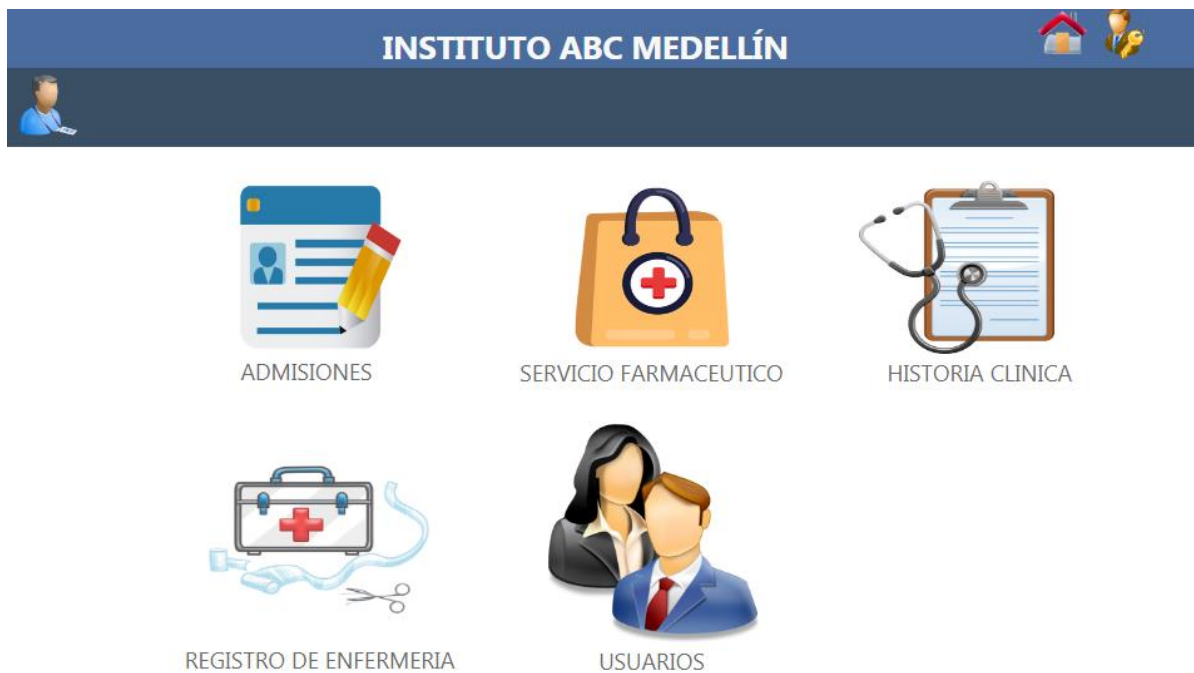 INSTITUTO ABC MEDELLÍN
ADMISIONES
SERVICIO FARMACEUTICO
HISTORIA CLINICA
REGISTRO DE ENFERMERIA
USUARIOS